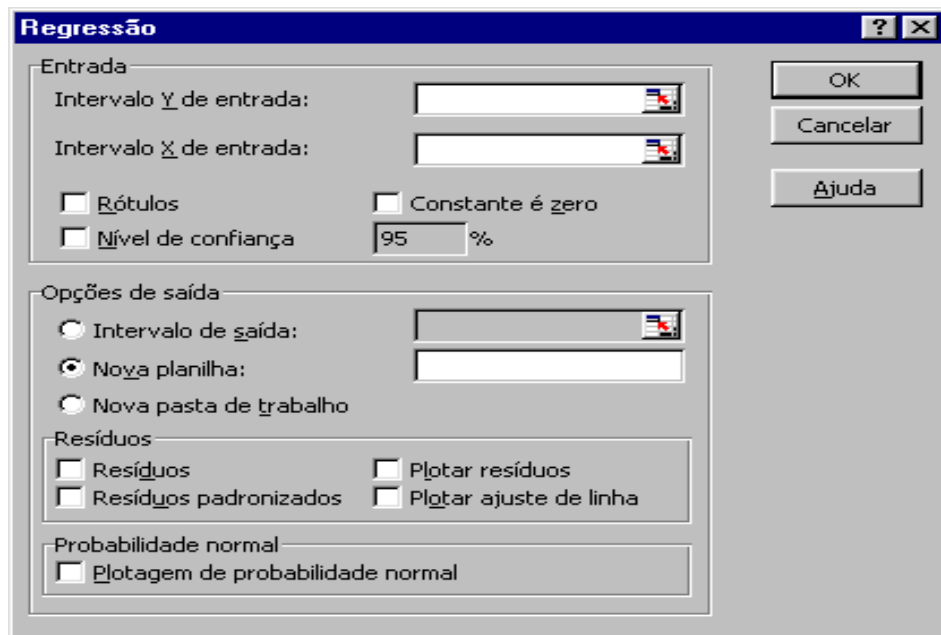 Regressão
Entrada
OK
Intervalo Y de entrada:
Cancelar
Intervalo X de entrada:
Ajuda
Rótulos Constante é zero
Nível de confiança 95 %
Opções de saída
Intervalo de saída:
Nova planilha:
Nova pasta de trabalho
Resíduos
Resíduos Plotar resíduos
Resíduos padronizados Plotar ajuste de linha
Probabilidade normal
Plotagem de probabilidade normal